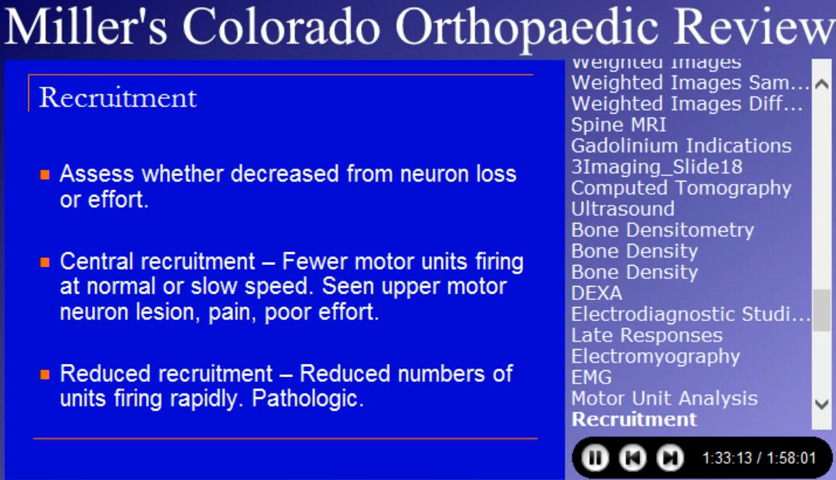 Miller's Colorado Orthopaedic Review
Recruitment
Assess whether decreased from neuron loss
or effort.
Central recruitment – Fewer motor units firing
at normal or slow speed. Seen upper motor
neuron lesion, pain, poor effort.
Reduced recruitment – Reduced numbers of
units firing rapidly. Pathologic.
Weighted Images
Weighted Images Sam...
Weighted Images Diff...
Spine MRI
Gadolinium Indications
3Imaging_Slide18
Computed Tomography
Ultrasound
Bone Densitometry
Bone Density
Bone Density
DEXA
Electrodiagnostic Studi...
Late Responses
Electromyography
EMG
Motor Unit Analysis
Recruitment
1:33:13 / 1:58:01